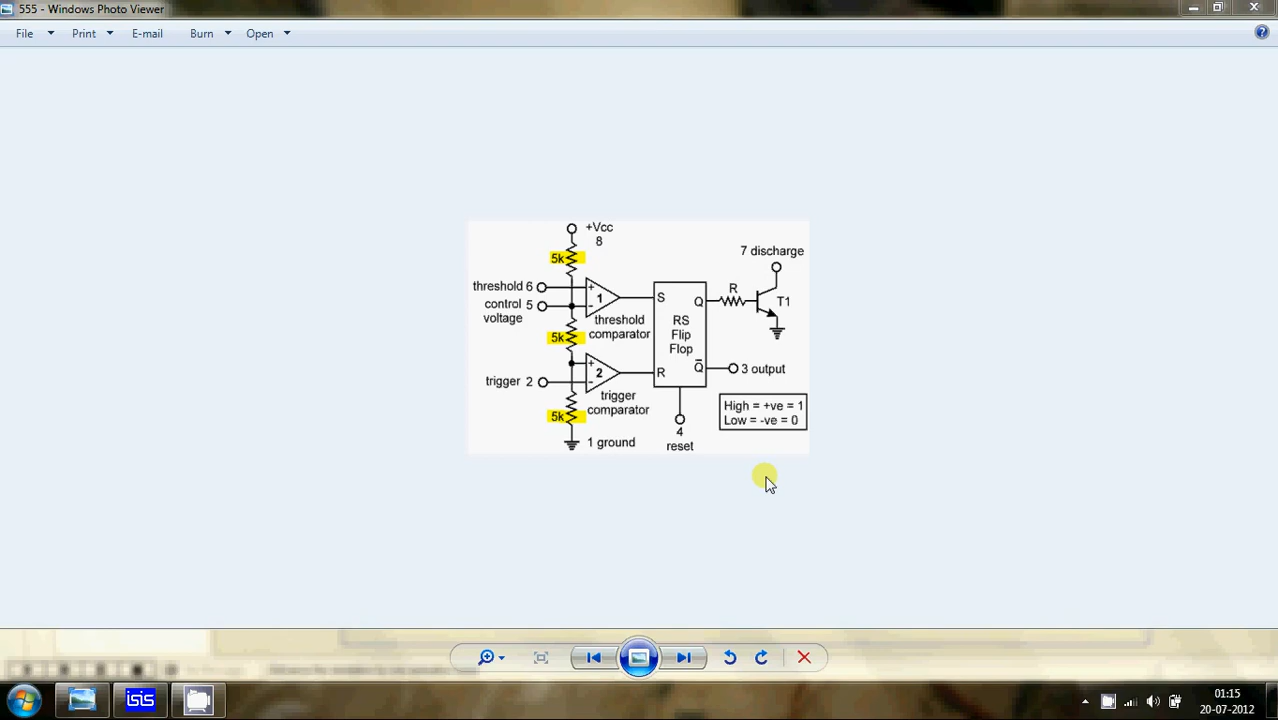 555 - Windows Photo Viewer
File Print E-mail Burn Open
+Vcc
8
5k
7 discharge
threshold 6
+
1
-
control 5
voltage
S
Q
R
T1
threshold
comparator
RS
Flip
Flop
5k
+
2
-
R
Q̅
3 output
trigger 2
trigger
comparator
5k
High = +ve = 1
Low = -ve = 0
1 ground
4
reset
isis
01:15
20-07-2012